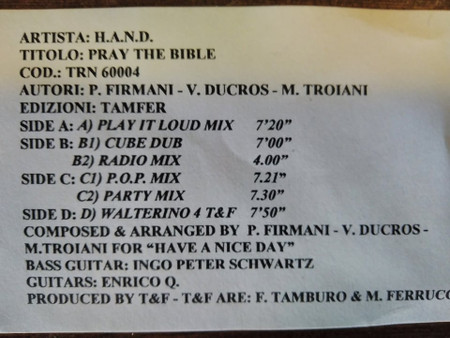 ARTISTA: H.A.N.D.
TITOLO: PRAY THE BIBLE
COD.: TRN 60004
AUTORI: P. FIRMANI - V. DUCROS - M. TROIANI
EDIZIONI: TAMFER
SIDE A: A) PLAY IT LOUD MIX 7'20"
SIDE B: B1) CUBE DUB 7'00"
B2) RADIO MIX 4.00"
SIDE C: C1) P.O.P. MIX 7.21"
C2) PARTY MIX 7.30"
SIDE D: D) WALTERINO 4 T&F 7'50"
COMPOSED & ARRANGED BY P. FIRMANI - V. DUCROS -
M.TROIANI FOR "HAVE A NICE DAY"
BASS GUITAR: INGO PETER SCHWARTZ
GUITARS: ENRICO Q.
PRODUCED BY T&F - T&F ARE: F. TAMBURO & M.